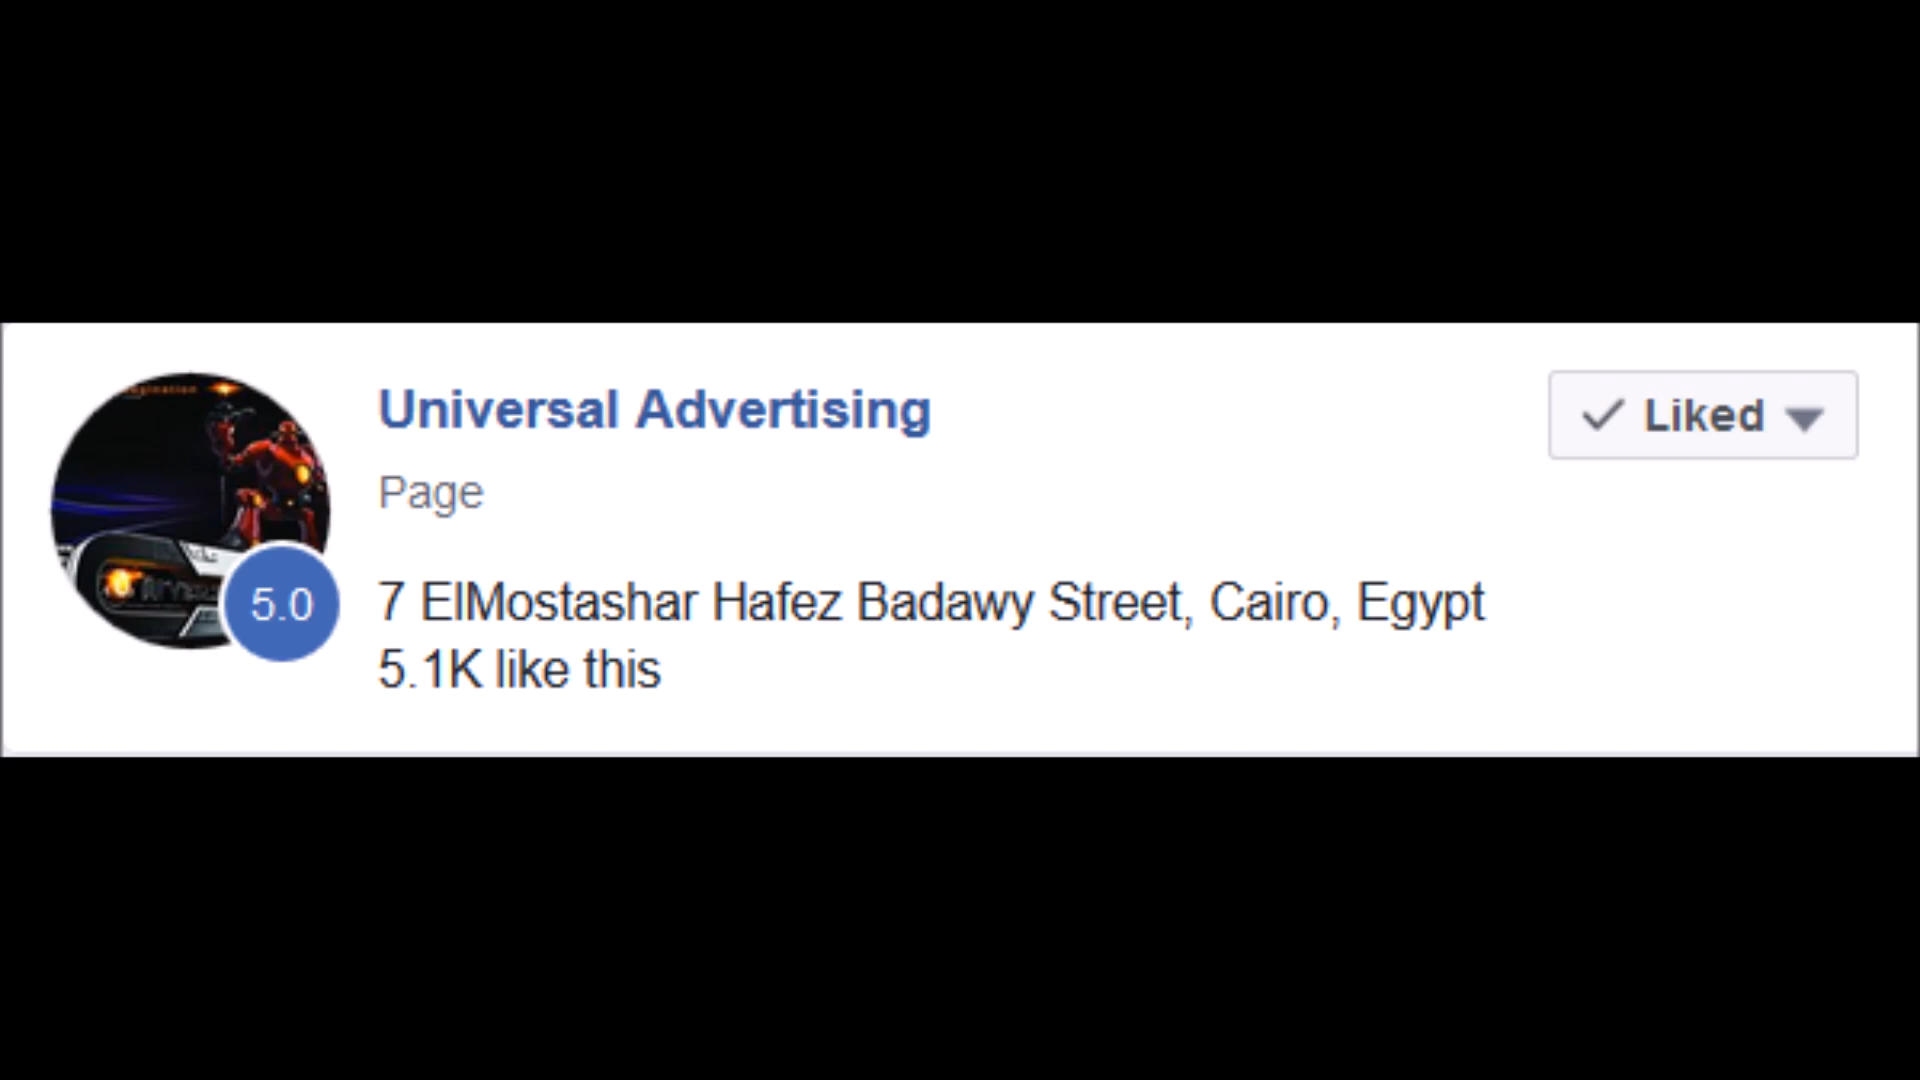 Universal Advertising
Liked
Page
5.0
7 ElMostashar Hafez Badawy Street, Cairo, Egypt
5.1K like this